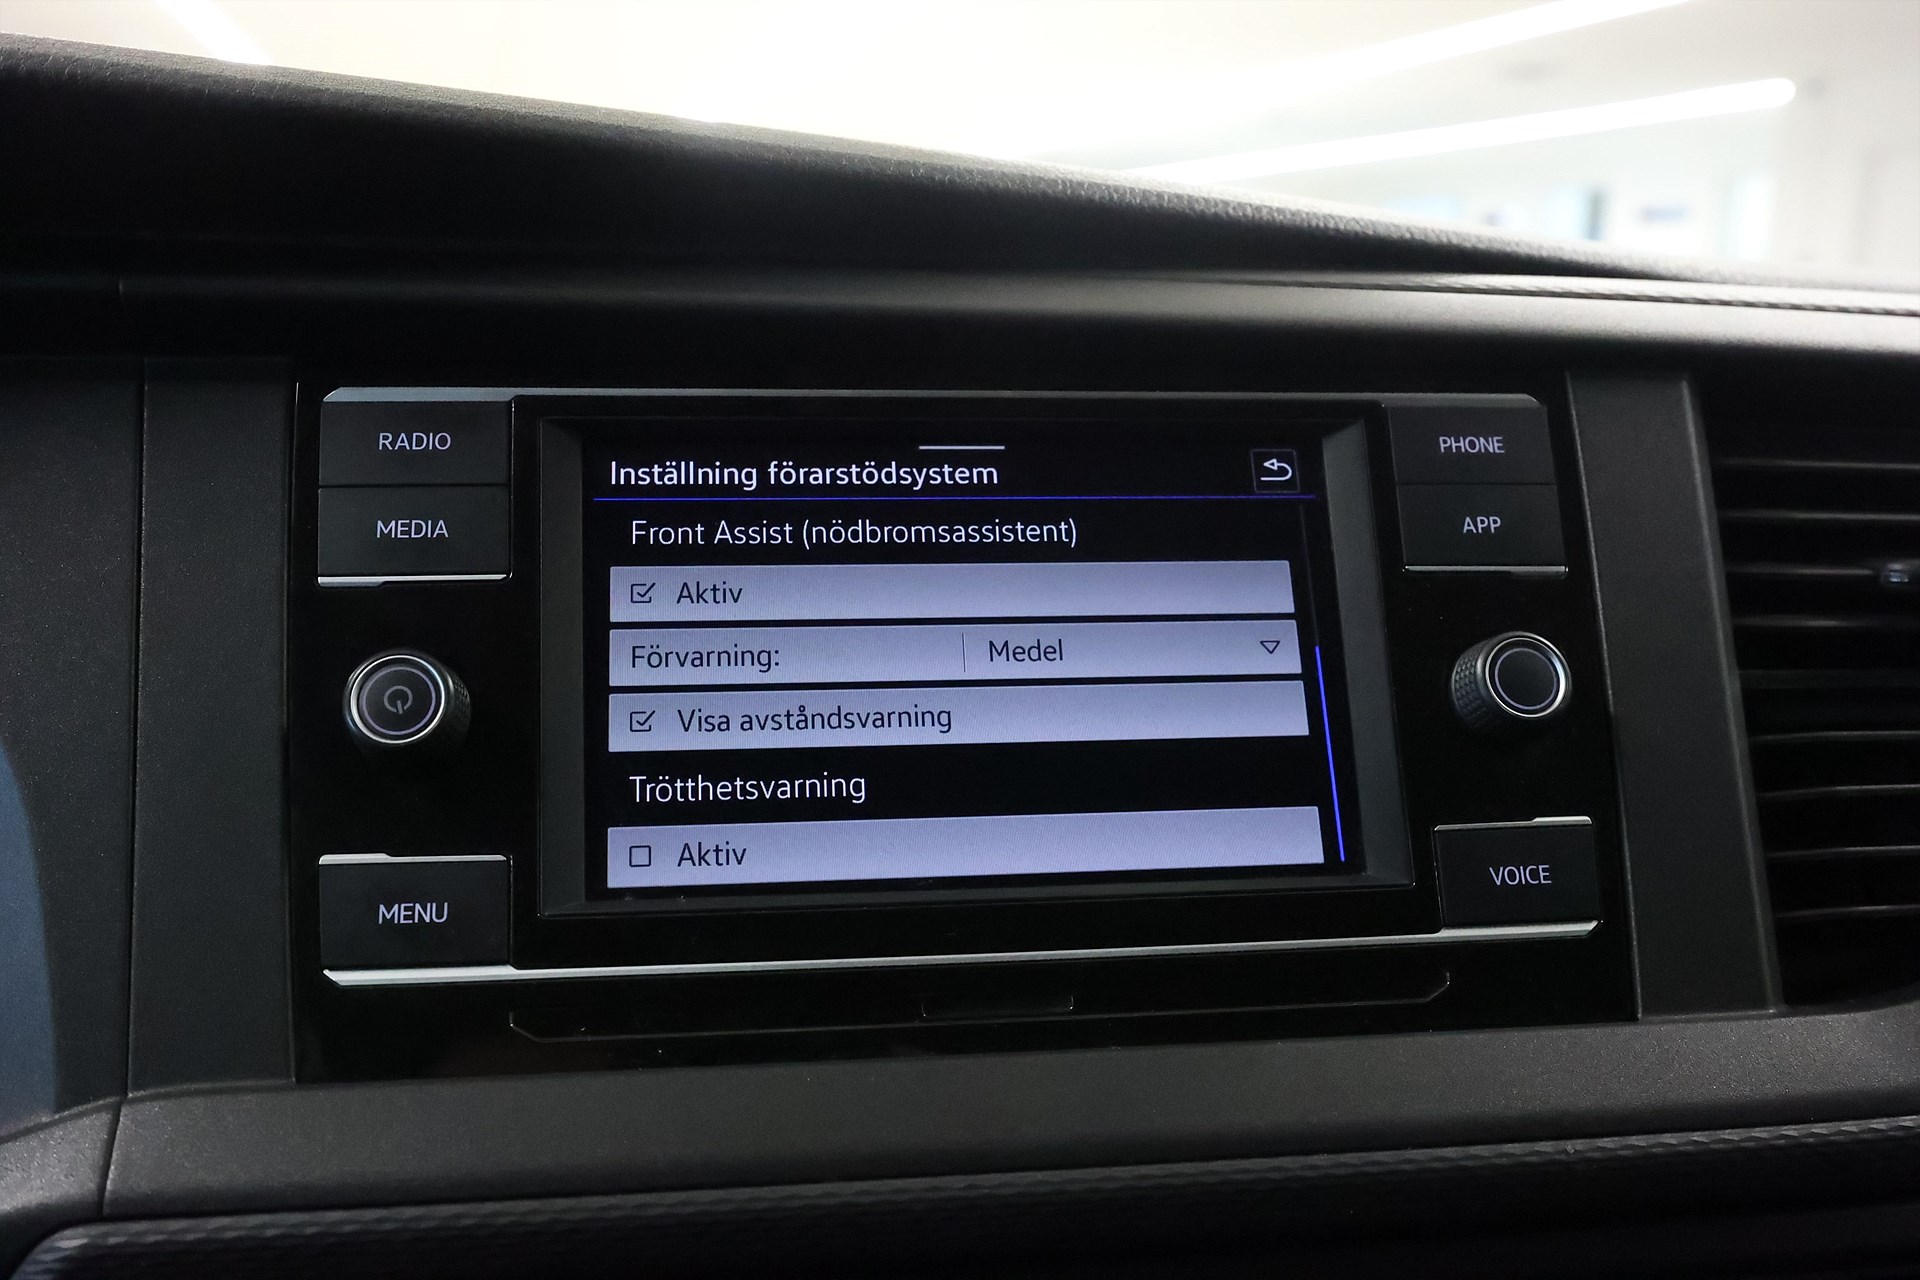 RADIO
MEDIA
MENU
Inställning förarstödsystem
Front Assist (nödbromsassistent)
Aktiv
Förvarning: Medel
Visa avståndsvarning
Trötthetsvarning
Aktiv
PHONE
APP
VOICE